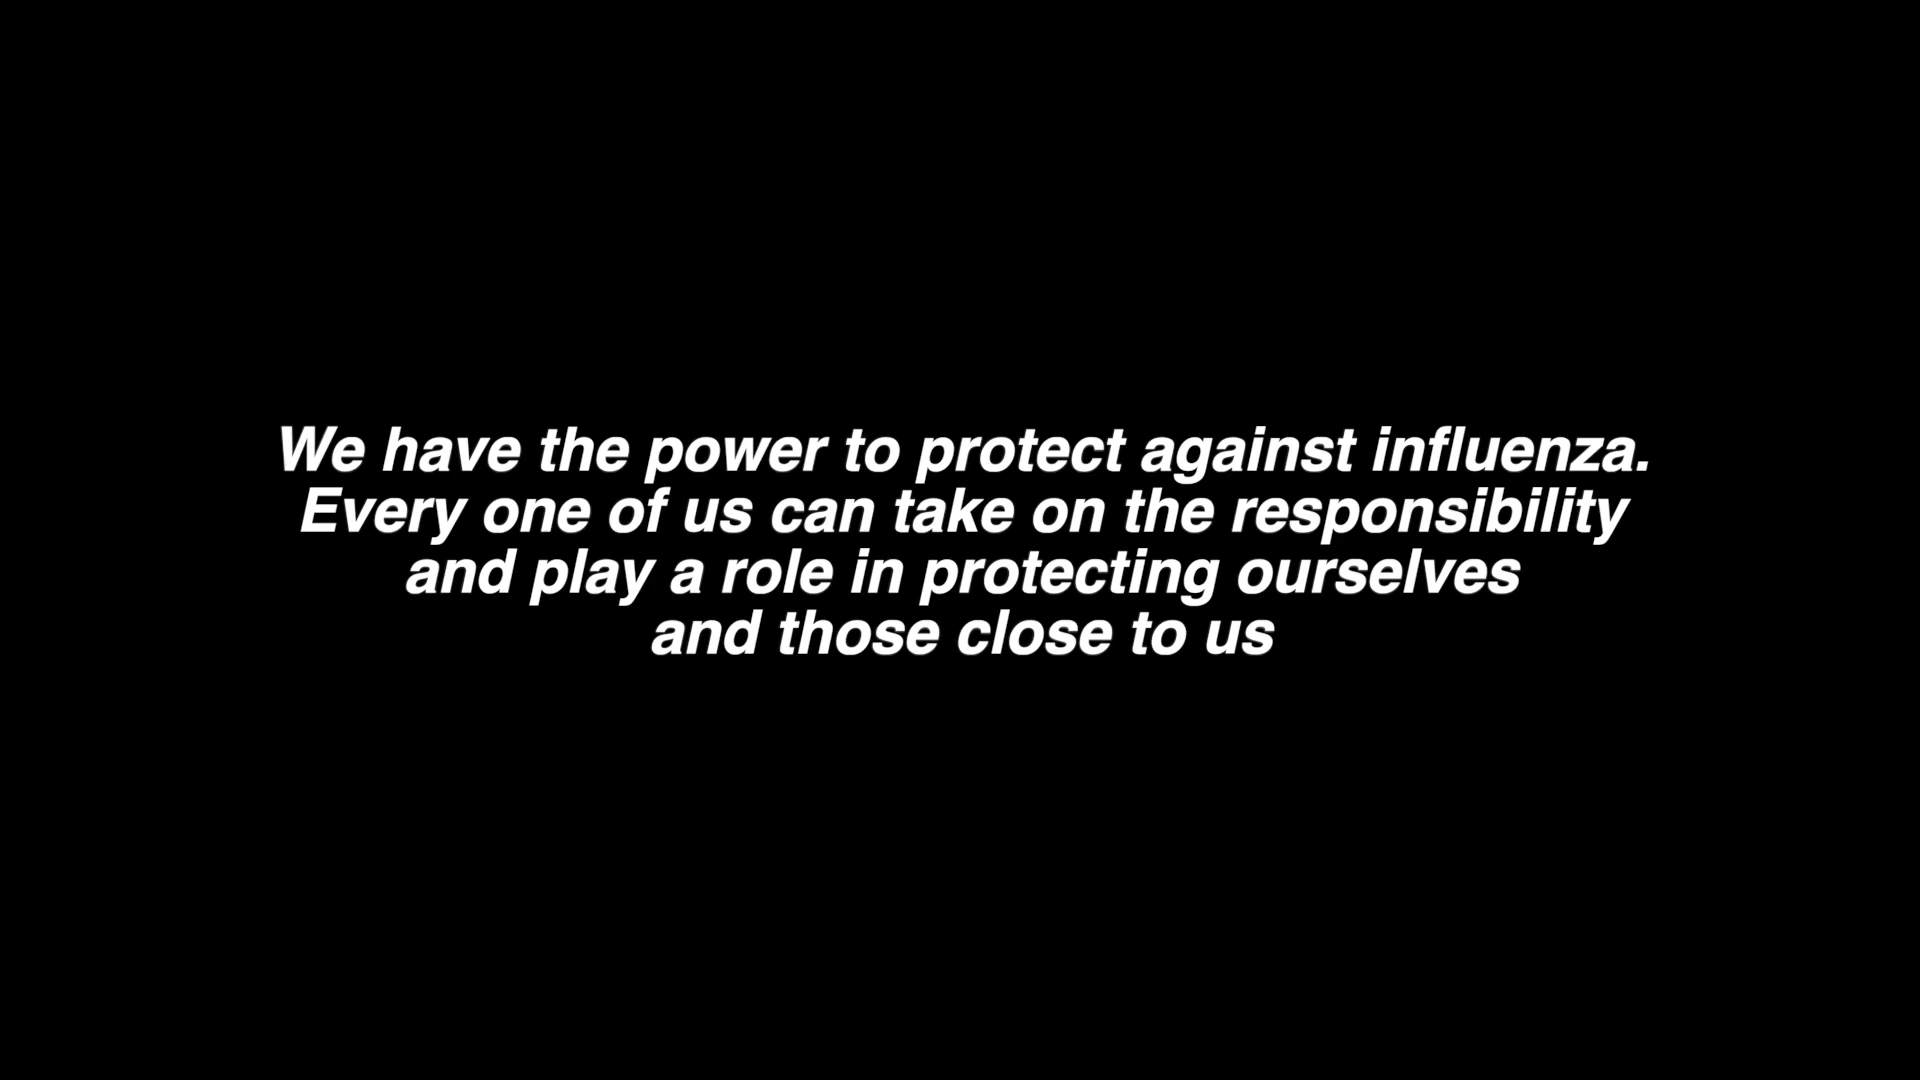 We have the power to protect against influenza.
Every one of us can take on the responsibility
and play a role in protecting ourselves
and those close to us